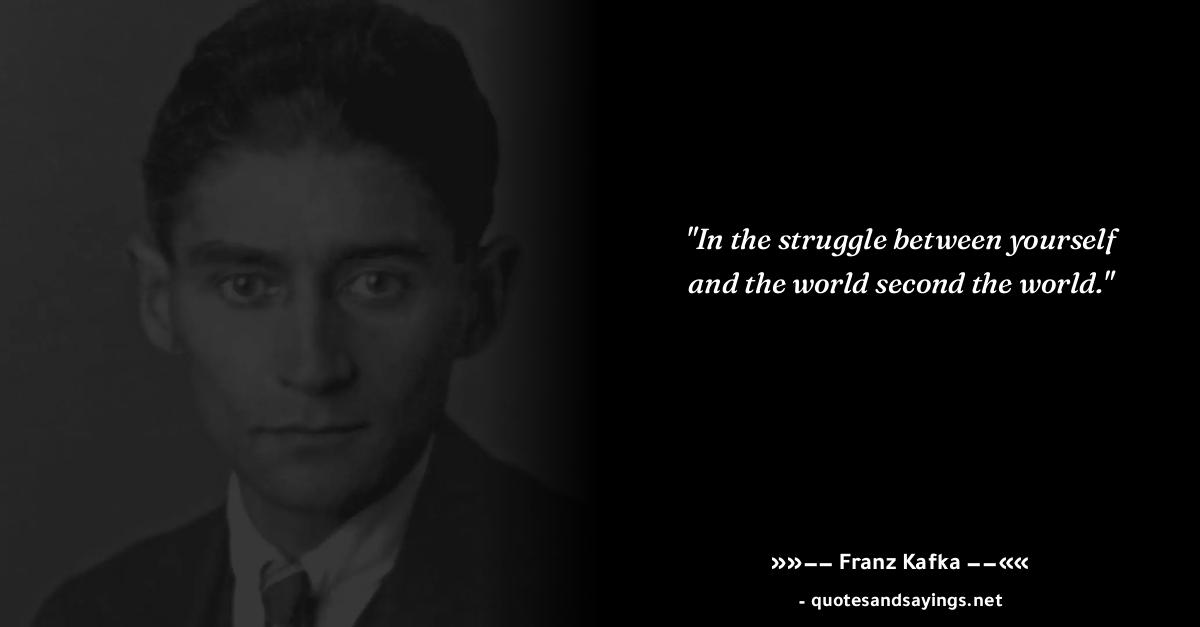 "In the struggle between yourself
and the world second the world."
»»−− Franz Kafka −−««
- quotesandsayings.net